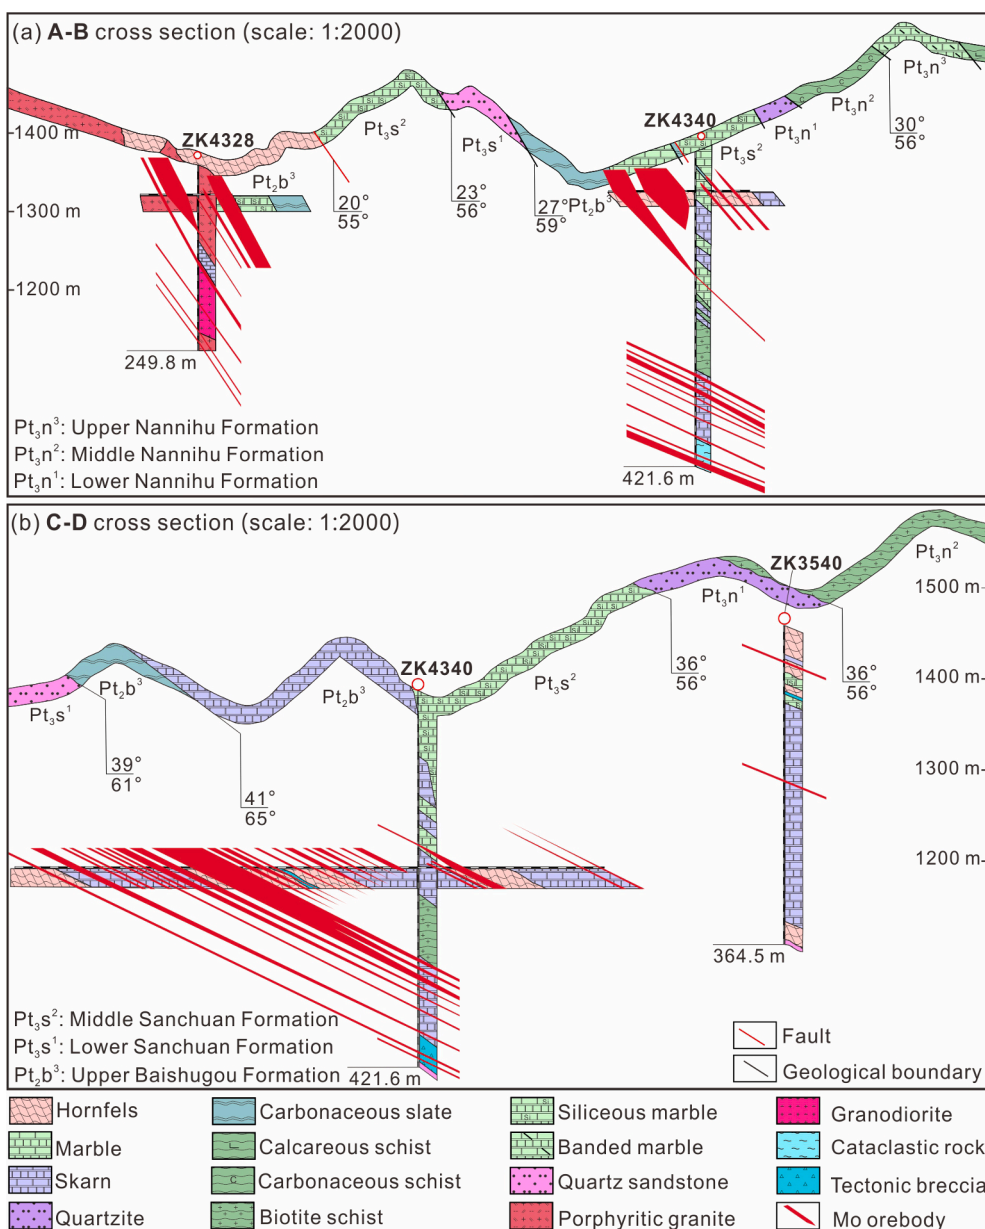 (a) A-B cross section (scale: 1:2000)
Pt₃n³
1400 m
ZK4328
Pt₃s²
Pt₃s¹
ZK4340
Pt₃s²
Pt₃n¹
Pt₃n²
30°
56°
Pt₂b³
1300 m
20°
55°
23°
56°
27°
59°
Pt₂b³
1200 m
249.8 m
421.6 m
Pt₃n³: Upper Nannihu Formation
Pt₃n²: Middle Nannihu Formation
Pt₃n¹: Lower Nannihu Formation
(b) C-D cross section (scale: 1:2000)
ZK3540
Pt₃n²
1500 m
Pt₃n¹
ZK4340
36°
56°
36°
56°
Pt₃s¹
Pt₂b³
Pt₂b³
Pt₃s²
1400 m
39°
61°
41°
65°
1300 m
1200 m
364.5 m
Pt₃s²: Middle Sanchuan Formation
Pt₃s¹: Lower Sanchuan Formation
Pt₂b³: Upper Baishugou Formation
421.6 m
Fault
Geological boundary
Hornfels
Carbonaceous slate
Si
Siliceous marble
Granodiorite
Marble
Calcareous schist
Banded marble
Cataclastic rock
Skarn
C
Carbonaceous schist
Quartz sandstone
Tectonic breccia
Quartzite
Biotite schist
Porphyritic granite
Mo orebody